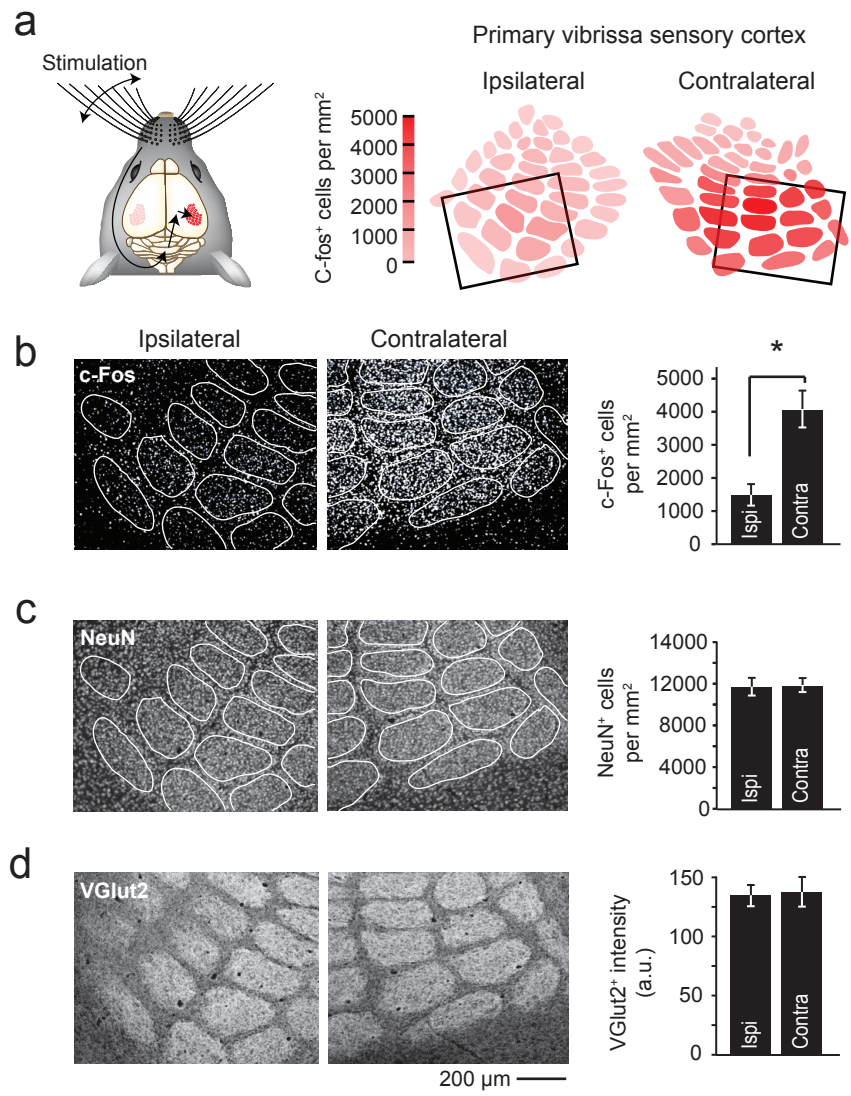 a
Stimulation
Primary vibrissa sensory cortex
Ipsilateral
Contralateral
C-fos⁺ cells per mm²
5000
4000
3000
2000
1000
0
b
Ipsilateral
Contralateral
c-Fos
*
c-Fos⁺ cells
per mm²
5000
4000
3000
2000
1000
0
Ispi
Contra
c
NeuN
NeuN⁺ cells
per mm²
14000
12000
12000
4000
0
Ispi
Contra
d
VGlut2
VGlut2⁺ intensity
(a.u.)
150
100
50
0
Ispi
Contra
200 µm